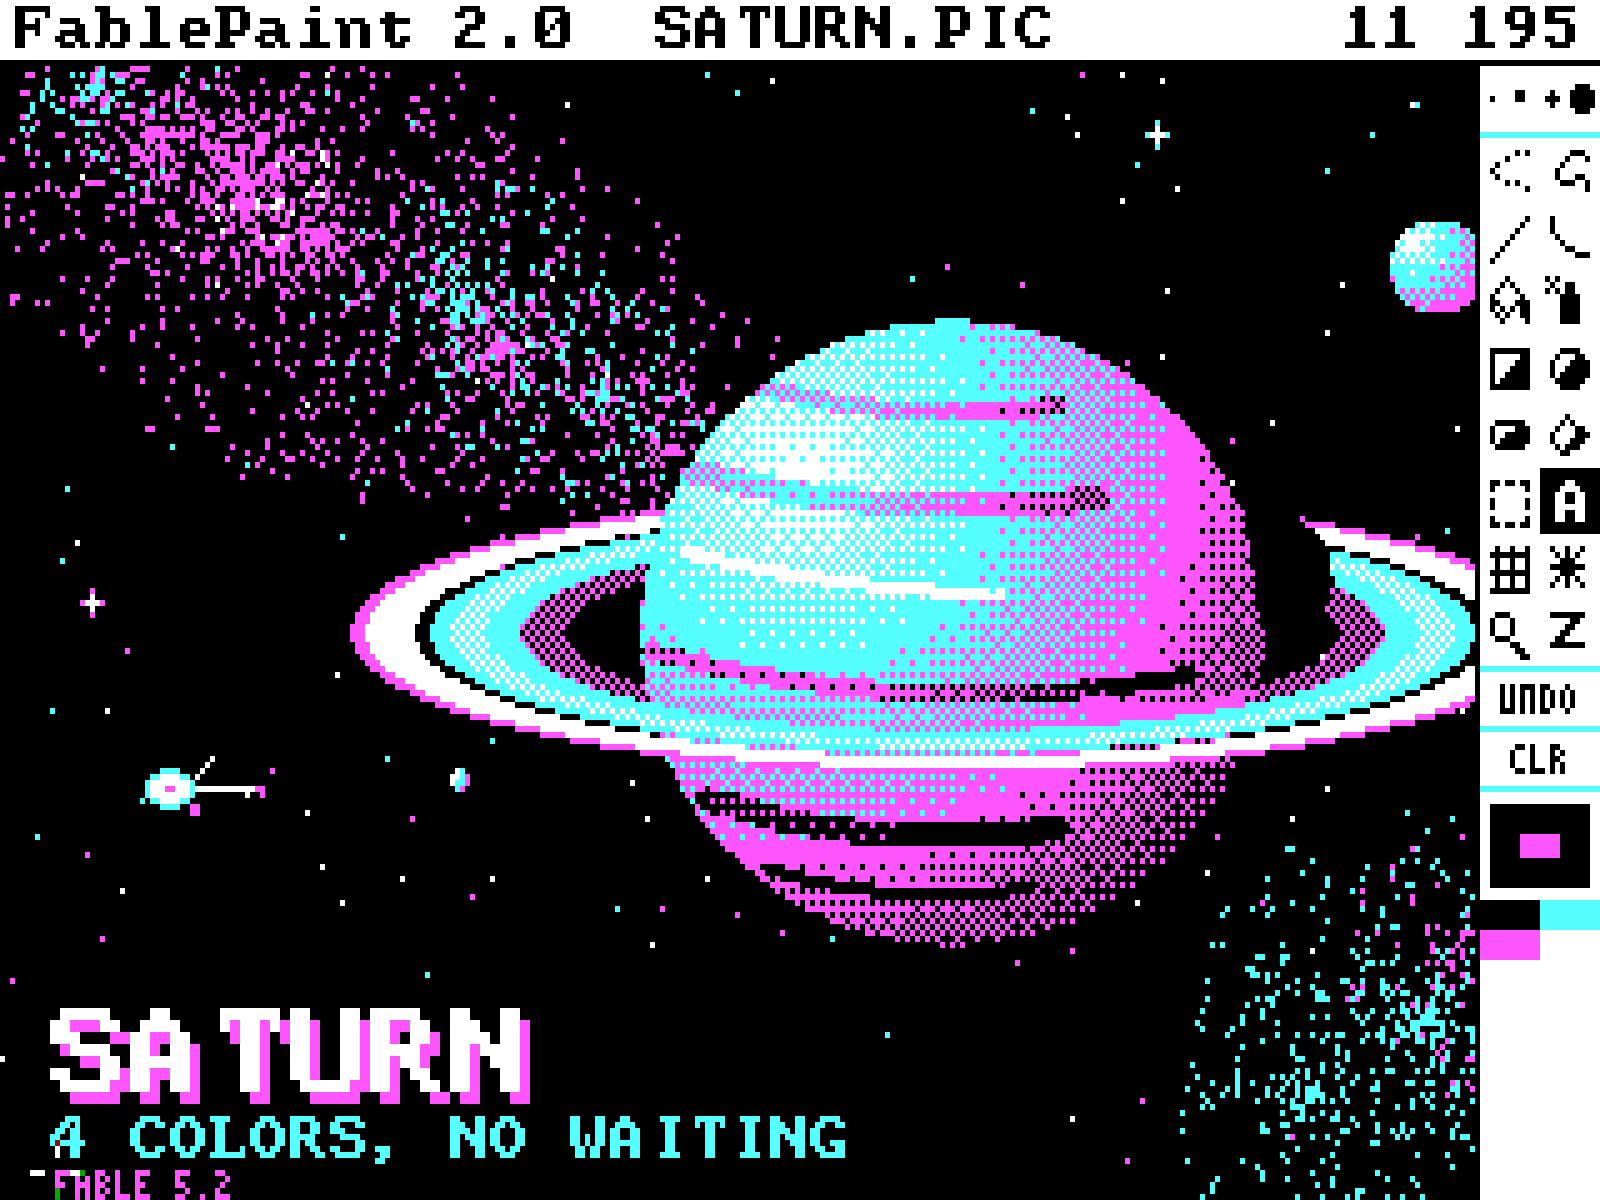 FablePaint 2.0 SATURN.PIC 11 195
A
Z
UNDO
CLR
SATURN
4 COLORS, NO WAITING
FABLE 5.2